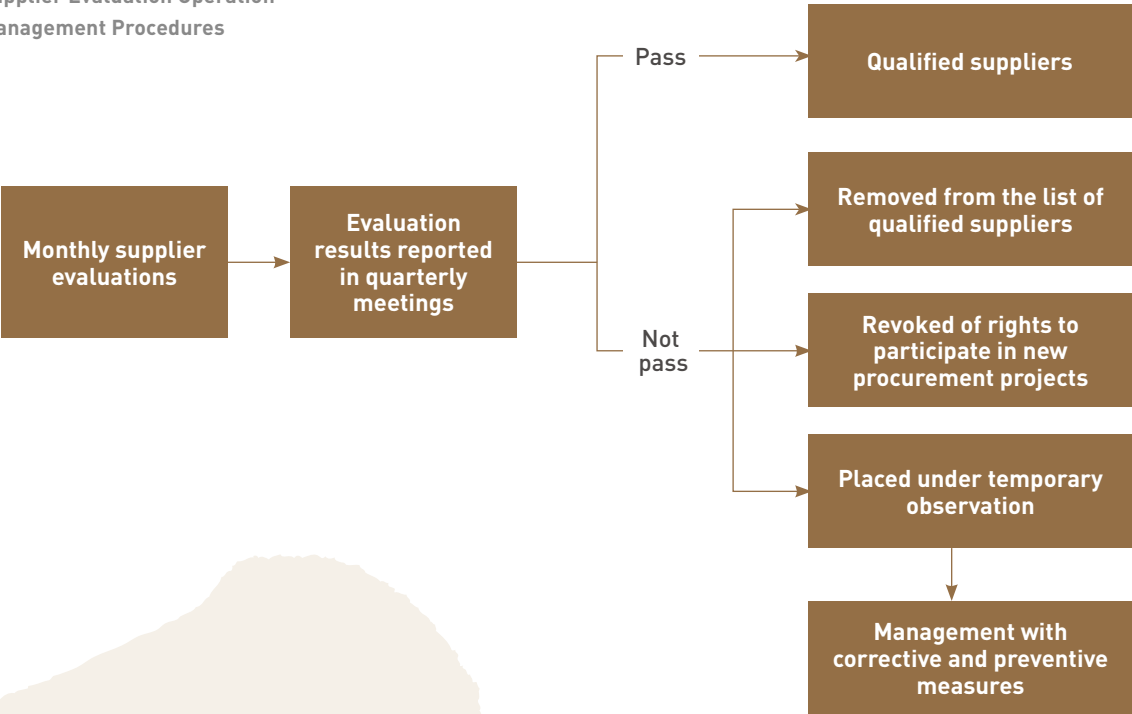 Evaluation Operation
Procedures
Pass
Qualified suppliers
Monthly supplier
evaluations
Evaluation
results reported
in quarterly
meetings
Removed from the list of
qualified suppliers
Not
pass
Revoked of rights to
participate in new
procurement projects
Placed under temporary
observation
Management with
corrective and preventive
measures